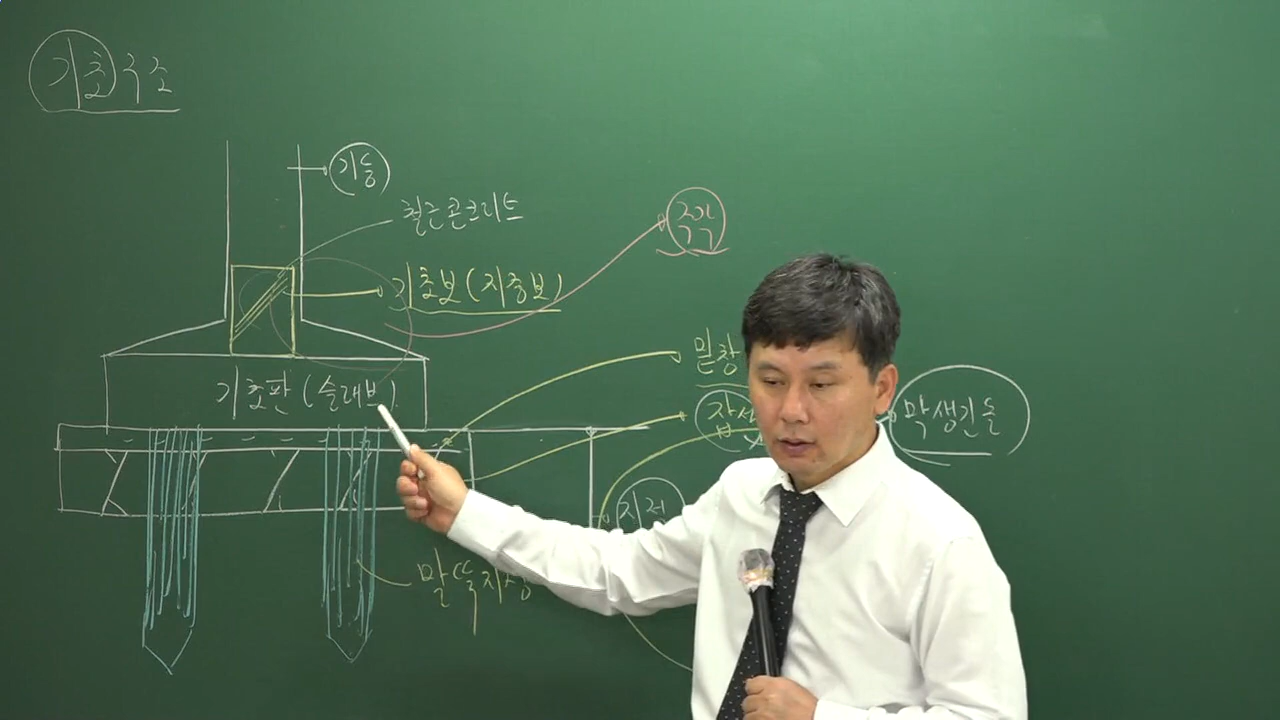 기초구조
기둥
철근콘크리트
주각
기초보(지중보)
밑창
기초판(슬래브)
잡석
막생긴돌
지정
말뚝지정